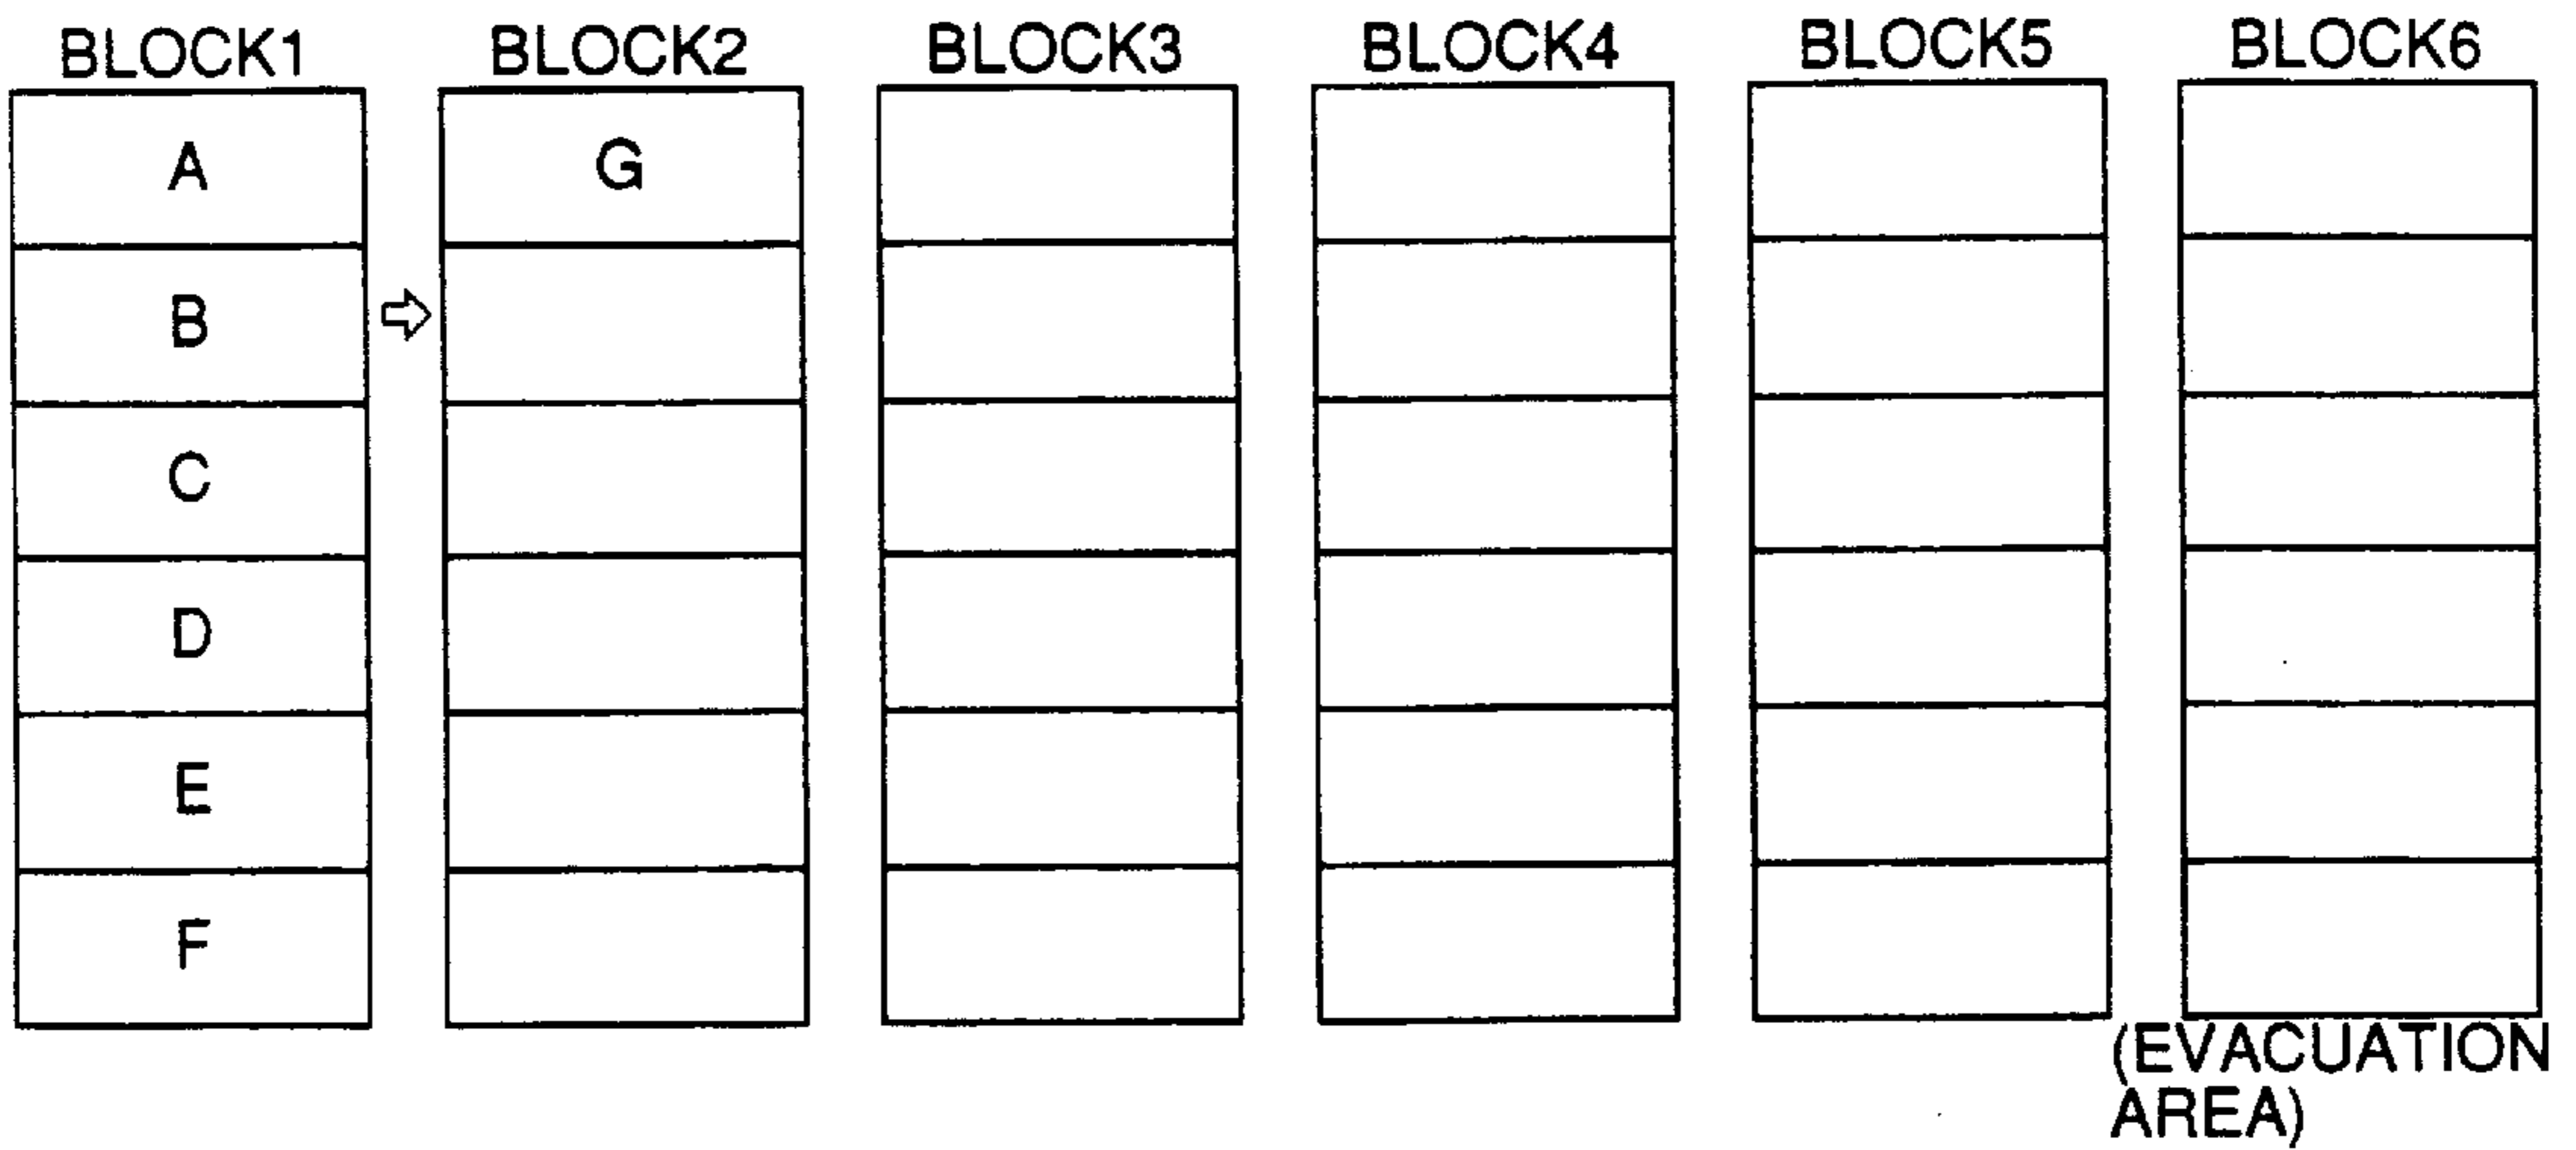 BLOCK1 BLOCK2 BLOCK3 BLOCK4 BLOCK5 BLOCK6
A G
B
C
D
E
F
(EVACUATION
AREA)